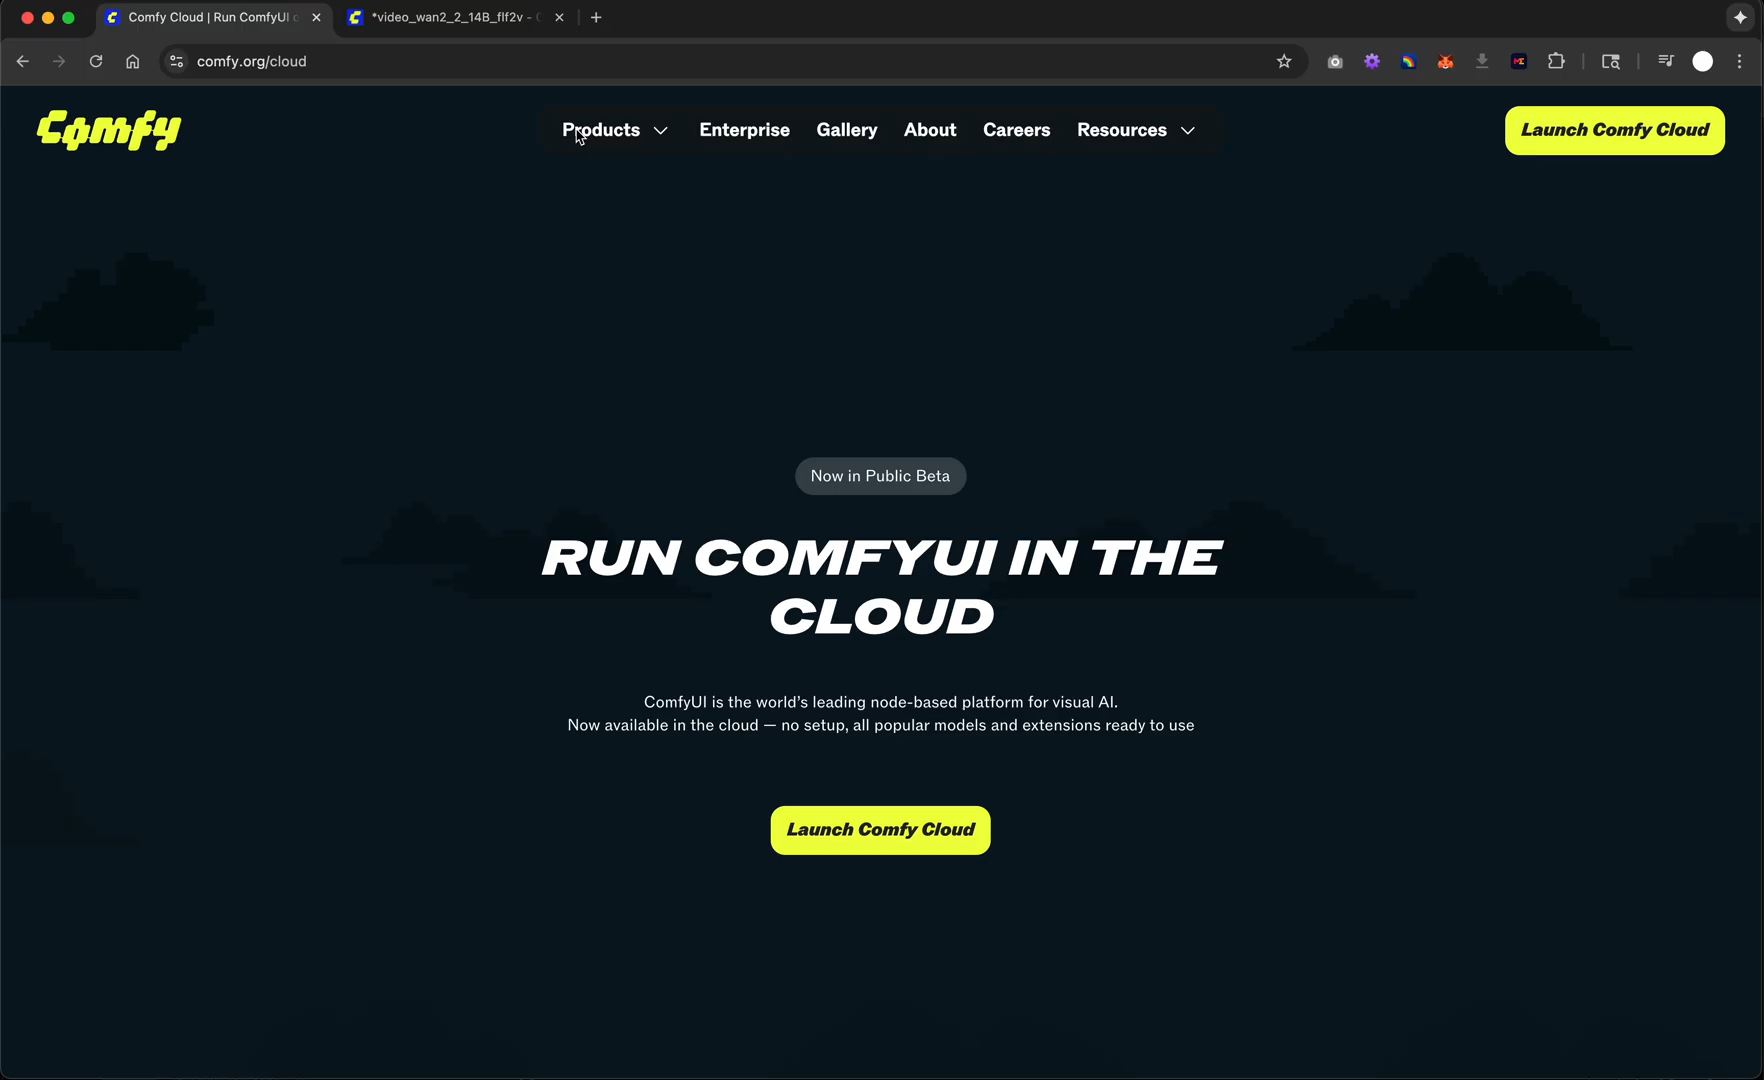 Comfy Cloud | Run ComfyUI
*video_wan2_2_14B_flf2v -
comfy.org/cloud
Comfy
Products
Enterprise
Gallery
About
Careers
Resources
Launch Comfy Cloud
Now in Public Beta
RUN COMFYUI IN THE
CLOUD
ComfyUI is the world's leading node-based platform for visual AI.
Now available in the cloud — no setup, all popular models and extensions ready to use
Launch Comfy Cloud